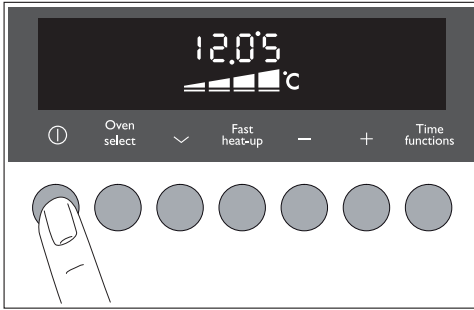 12.05
°C
Oven select
Fast heat-up
−
+
Time functions